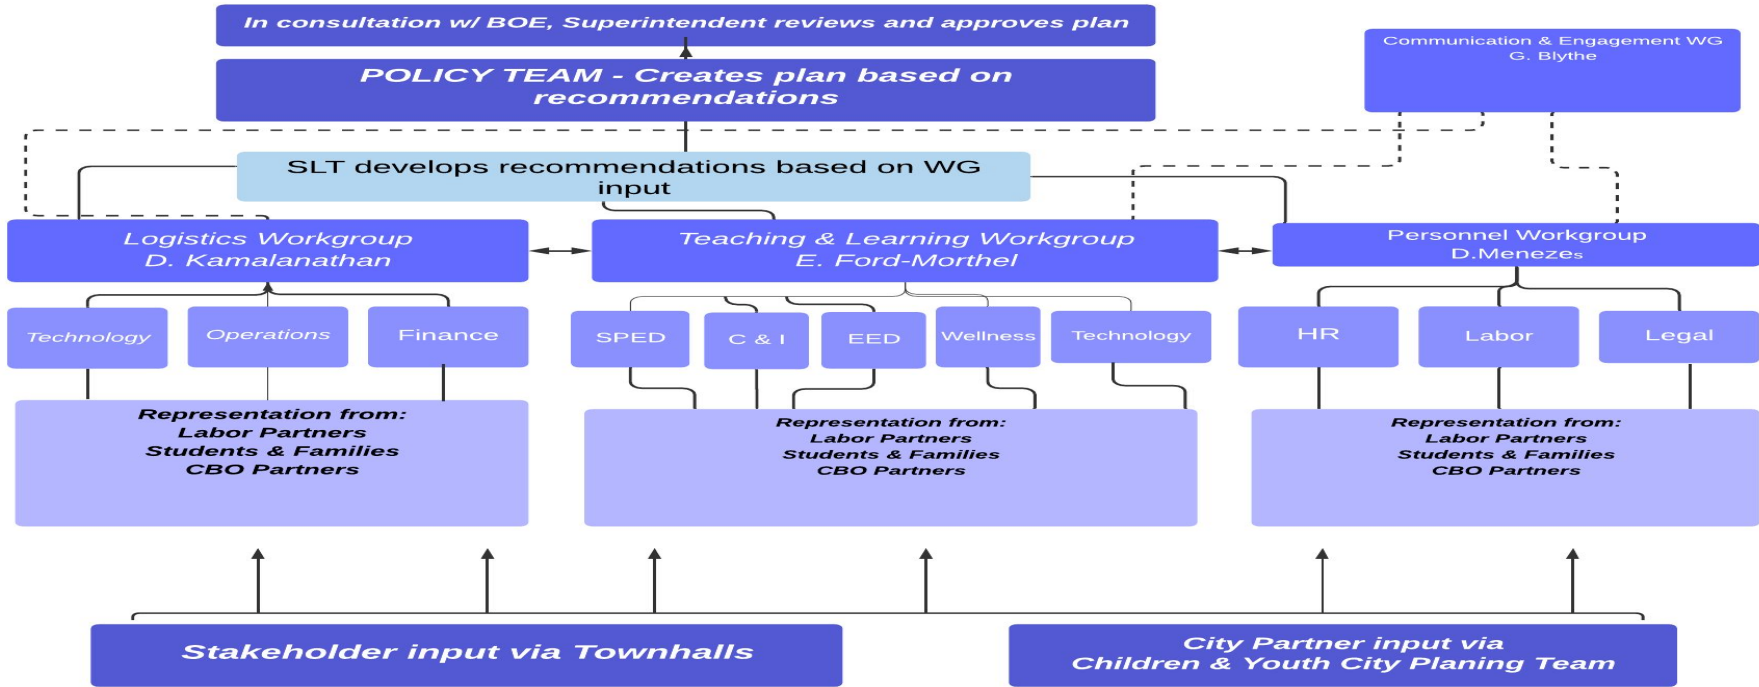 In consultation w/ BOE, Superintendent reviews and approves plan
Communication & Engagement WG
G. Blythe
POLICY TEAM - Creates plan based on
recommendations
SLT develops recommendations based on WG
input
Logistics Workgroup
D. Kamalanathan
Teaching & Learning Workgroup
E. Ford-Morthel
Personnel Workgroup
D.Menezes
Technology
Operations
Finance
SPED
C & I
EED
Wellness
Technology
HR
Labor
Legal
Representation from:
Labor Partners
Students & Families
CBO Partners
Representation from:
Labor Partners
Students & Families
CBO Partners
Representation from:
Labor Partners
Students & Families
CBO Partners
Stakeholder input via Townhalls
City Partner input via
Children & Youth City Planing Team